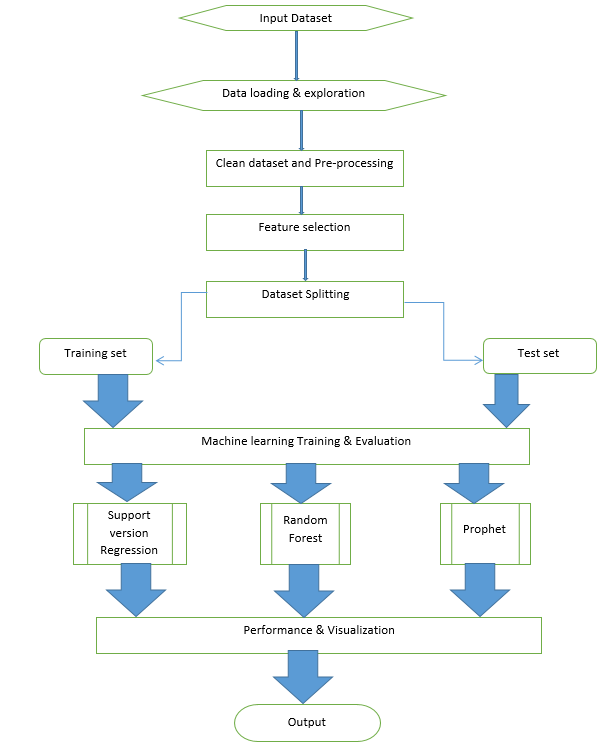 Input Dataset
Data loading & exploration
Clean dataset and Pre-processing
Feature selection
Dataset Splitting
Training set
Test set
Machine learning Training & Evaluation
Support
version
Regression
Random
Forest
Prophet
Performance & Visualization
Output